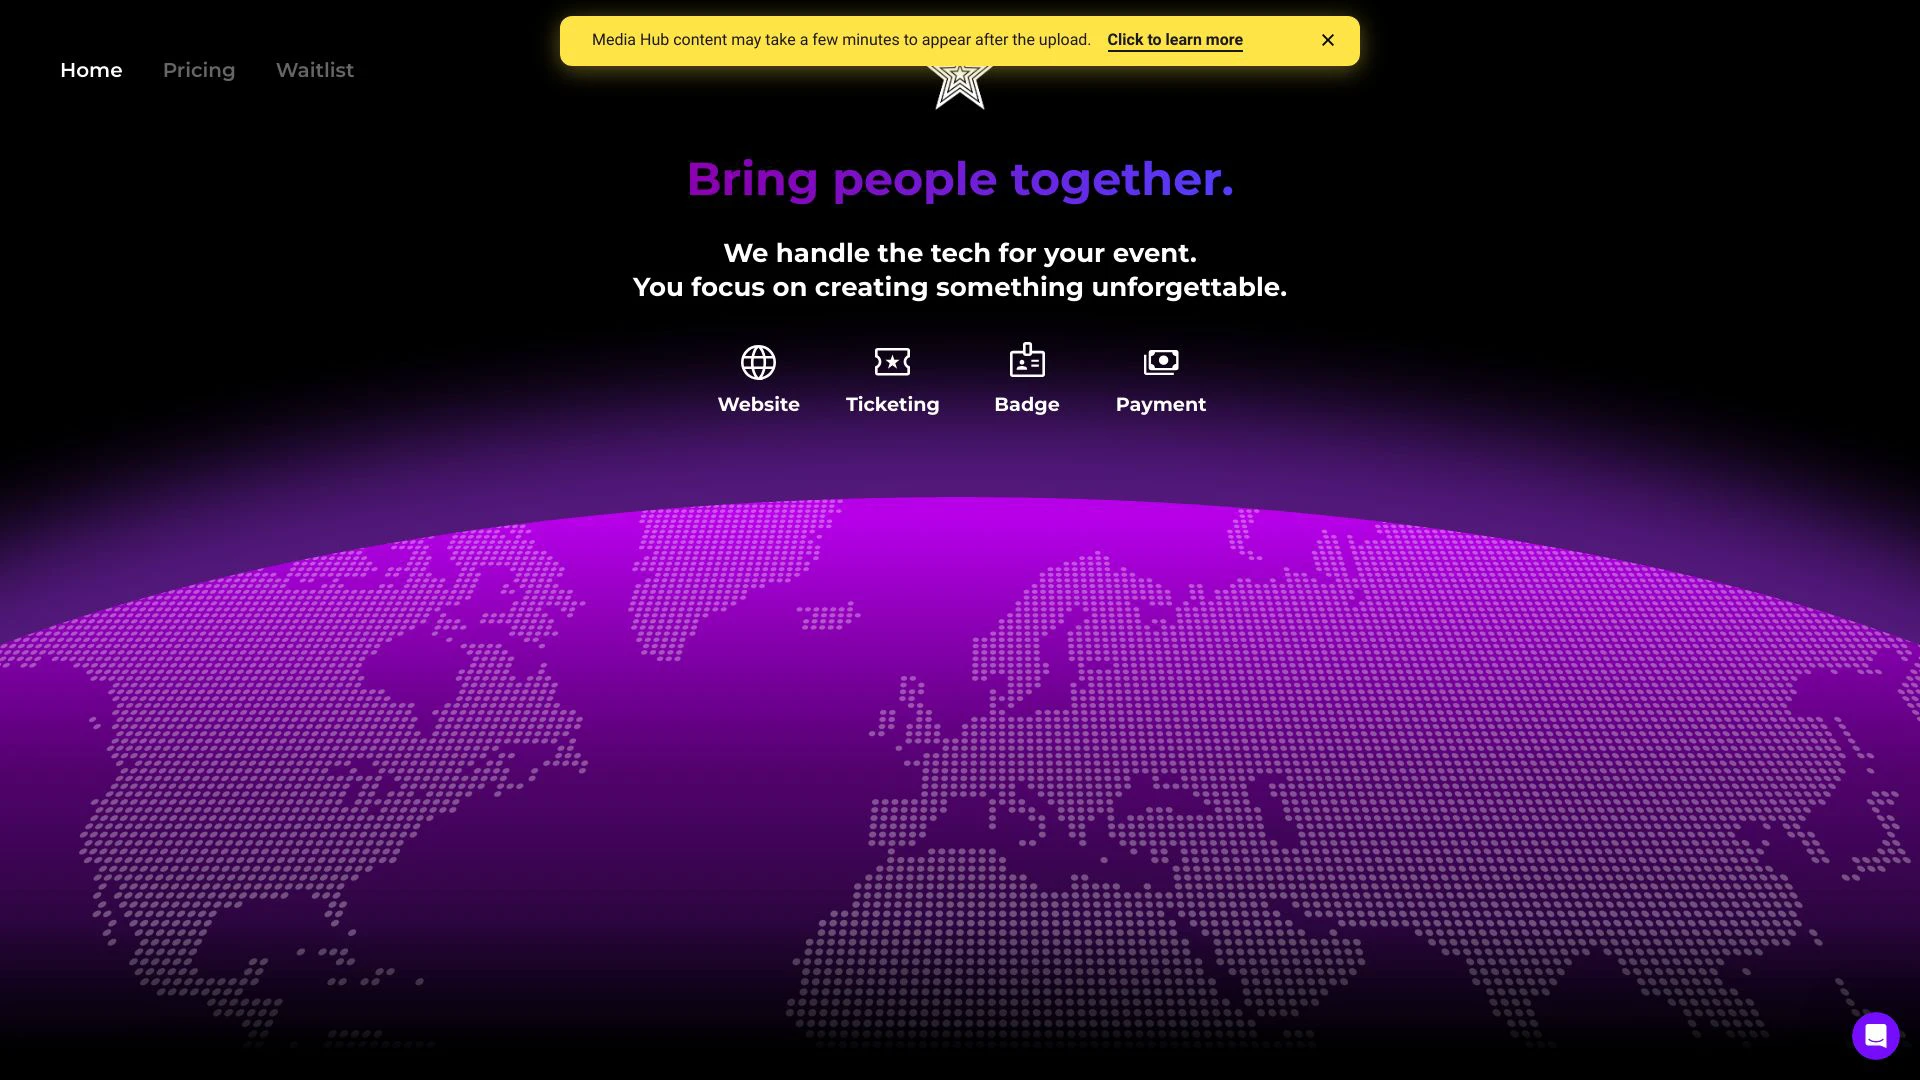 Media Hub content may take a few minutes to appear after the upload. Click to learn more
Home Pricing Waitlist
Bring people together.
We handle the tech for your event.
You focus on creating something unforgettable.
Website Ticketing Badge Payment